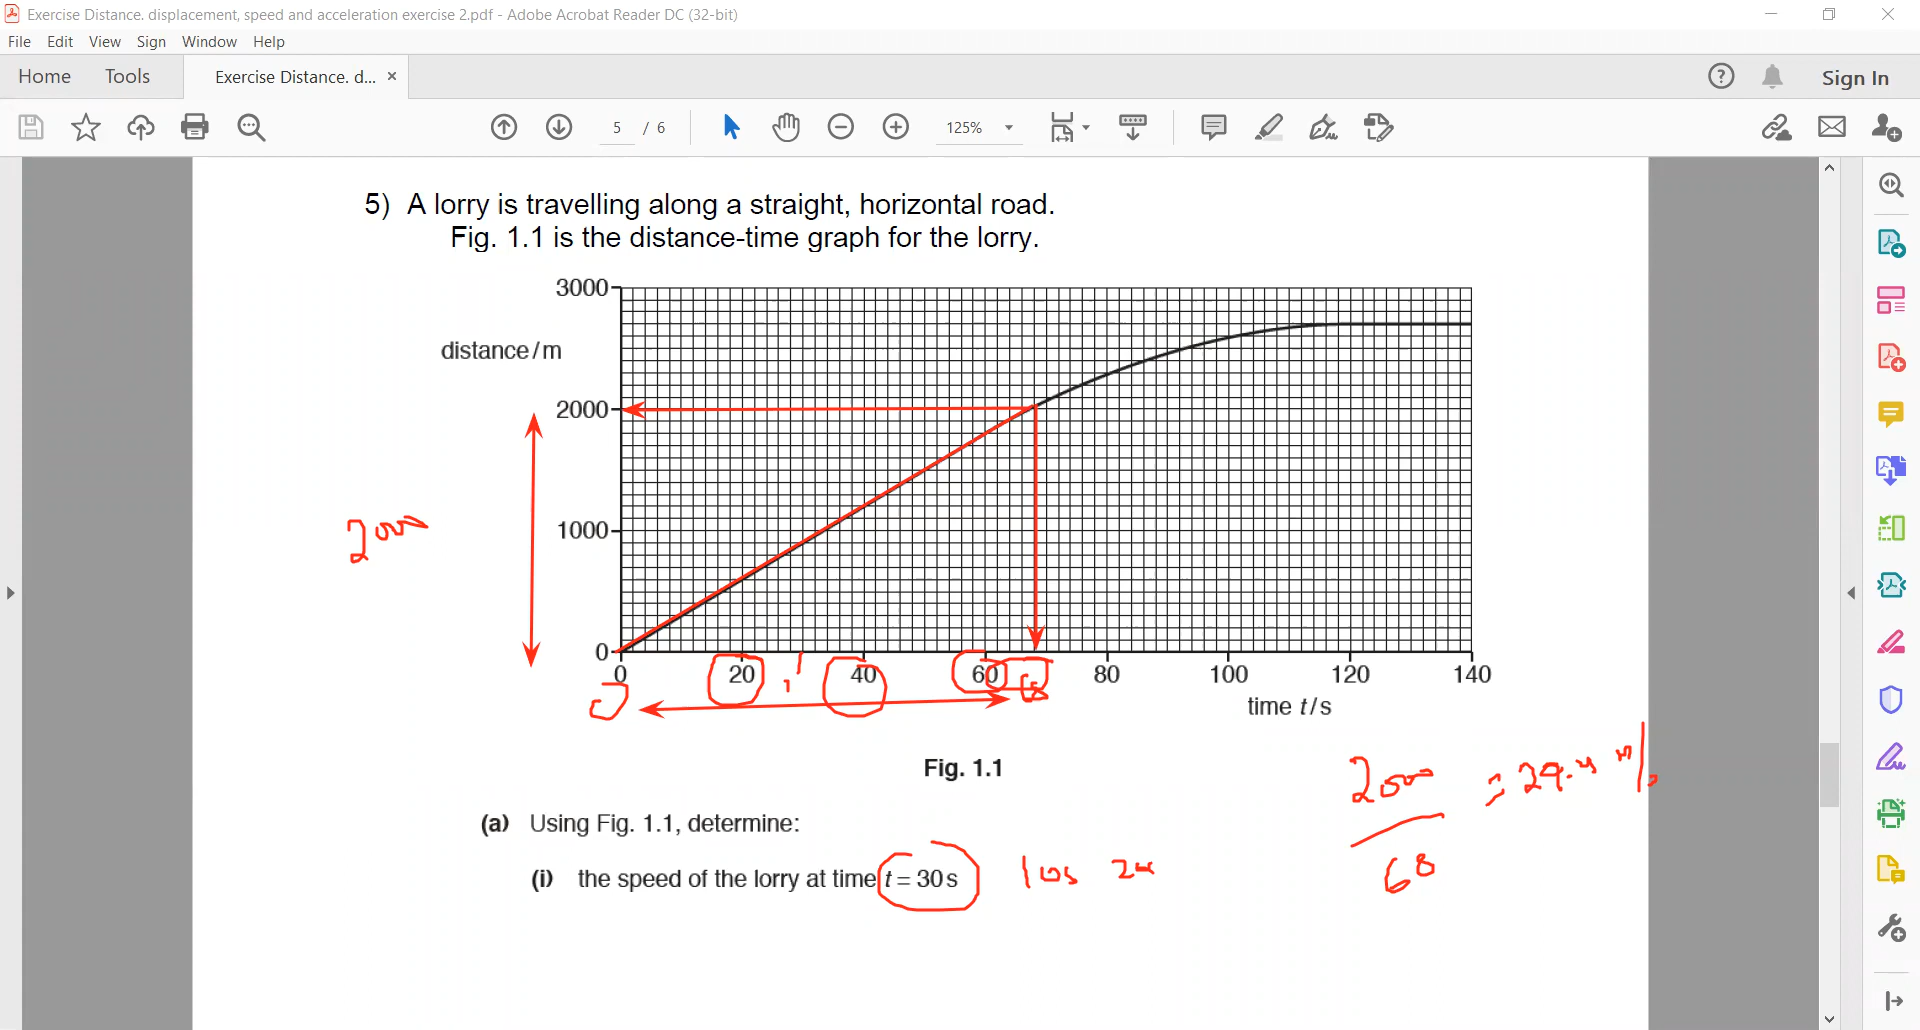 Exercise Distance. displacement, speed and acceleration exercise 2.pdf - Adobe Acrobat Reader DC (32-bit)
File Edit View Sign Window Help
Home Tools Exercise Distance. d... × Sign In
5 / 6 125%
5) A lorry is travelling along a straight, horizontal road.
Fig. 1.1 is the distance-time graph for the lorry.
3000
distance/m
2000
2000
1000
0
0 20 40 60 80 100 120 140
0 68
time t/s
Fig. 1.1
2000 = 29.4 m/s
68
(a) Using Fig. 1.1, determine:
(i) the speed of the lorry at time t = 30 s 10s